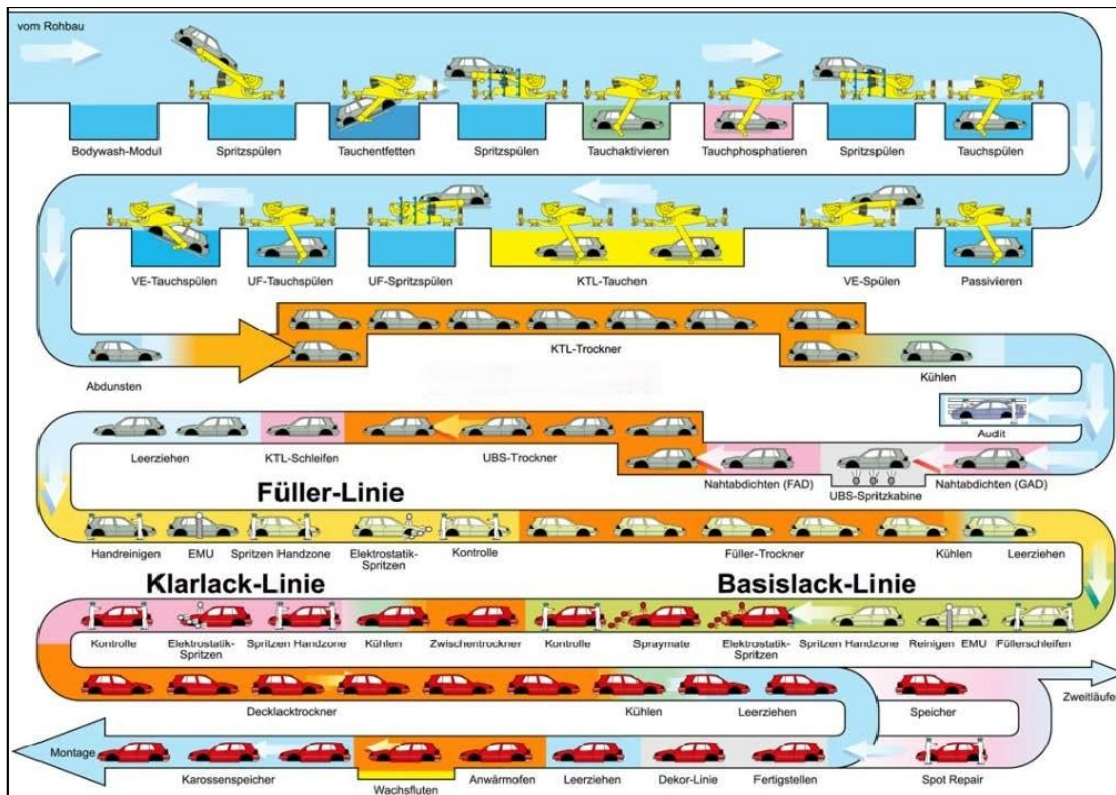 vom Rohbau
Bodywash-Modul Spritzspülen Tauchentfetten Spritzspülen Tauchaktivieren Tauchphosphatieren Spritzspülen Tauchspülen
VE-Tauchspülen UF-Tauchspülen UF-Spritzspülen KTL-Tauchen VE-Spülen Passivieren
KTL-Trockner
Abdunsten Kühlen
Audit
Leerziehen KTL-Schleifen UBS-Trockner
Nahtabdichten (FAD) UBS-Spritzkabine Nahtabdichten (GAD)
Füller-Linie
Handreinigen EMU Spritzen Handzone Elektrostatik-Spritzen Kontrolle Füller-Trockner Kühlen Leerziehen
Klarlack-Linie Basislack-Linie
Kontrolle Elektrostatik-Spritzen Spritzen Handzone Kühlen Zwischentrockner Kontrolle Spraymate Elektrostatik-Spritzen Spritzen Handzone Reinigen EMU Füllerschleifen
Decklacktrockner Kühlen Leerziehen Speicher Zweitläufer
Montage
Karossenspeicher Wachsfluten Anwärmofen Leerziehen Dekor-Linie Fertigstellen Spot Repair